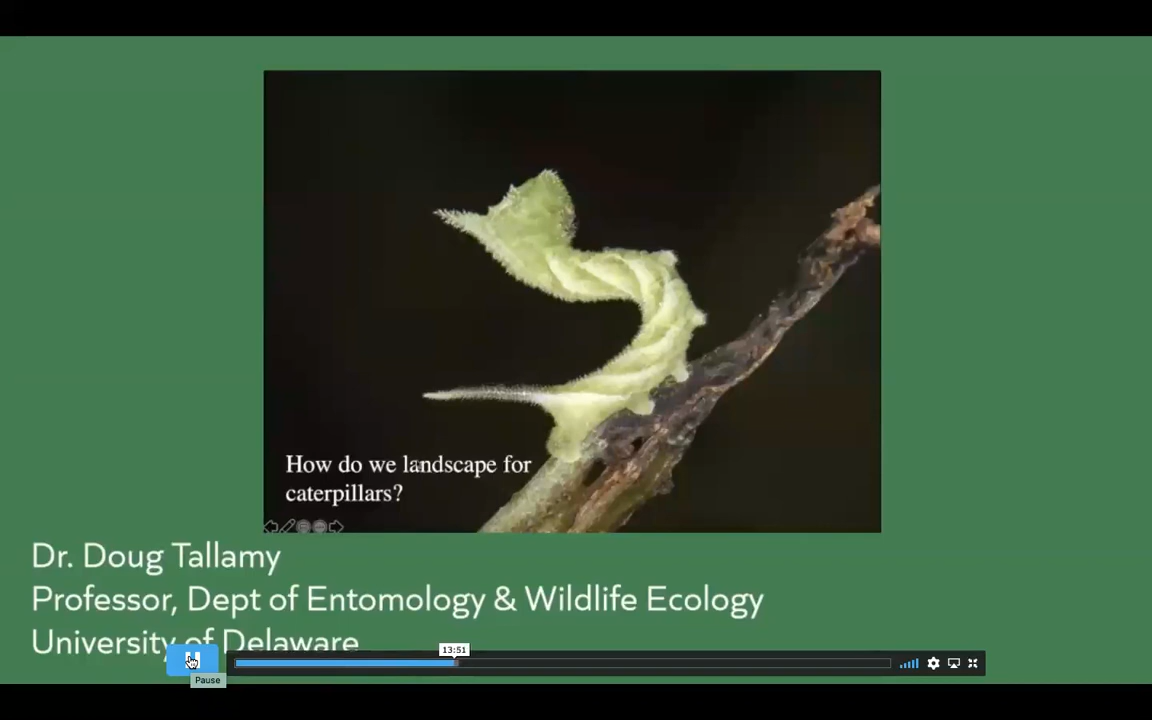 How do we landscape for
caterpillars?
Dr. Doug Tallamy
Professor, Dept of Entomology & Wildlife Ecology
University of Delaware
13:51
Pause